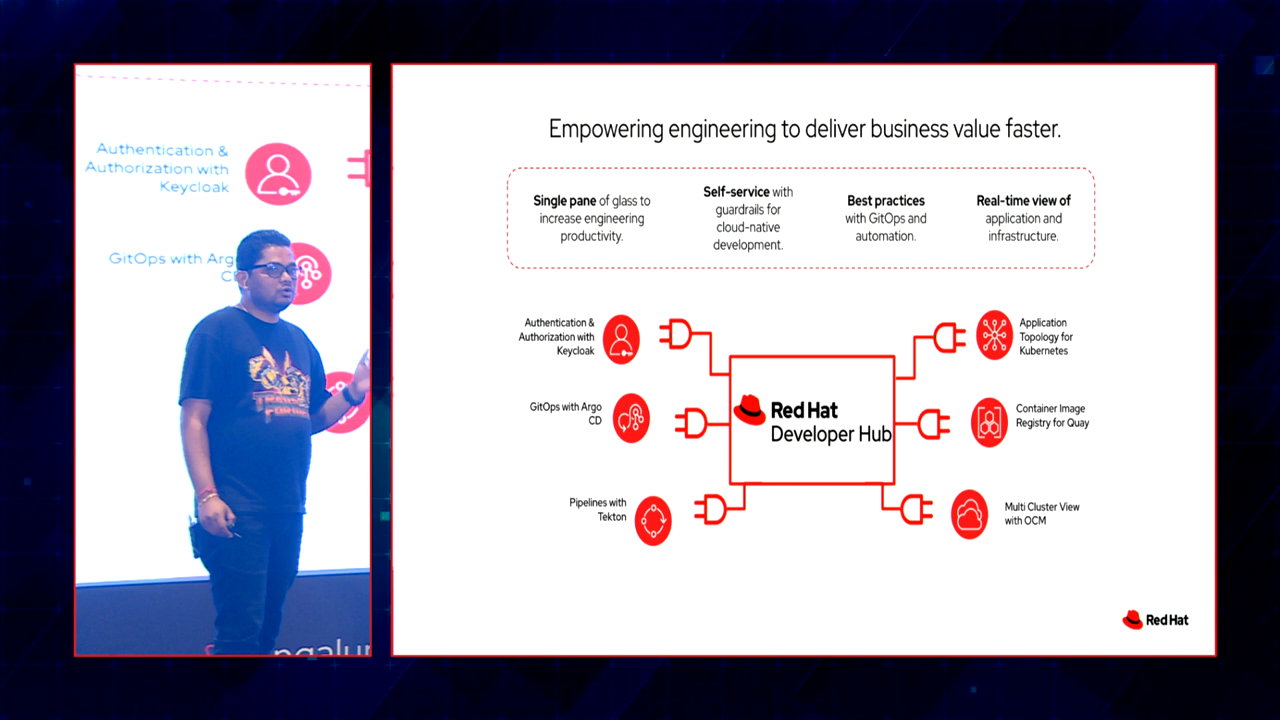 Authentication &
Authorization with
Keycloak
GitOps with Arg
C
Empowering engineering to deliver business value faster.
Single pane of glass to
increase engineering
productivity.
Self-service with
guardrails for
cloud-native
development.
Best practices
with GitOps and
automation.
Real-time view of
application and
infrastructure.
Authentication &
Authorization with
Keycloak
GitOps with Argo
CD
Pipelines with
Tekton
Red Hat
Developer Hub
Application
Topology for
Kubernetes
Container Image
Registry for Quay
Multi Cluster View
with OCM
Red Hat